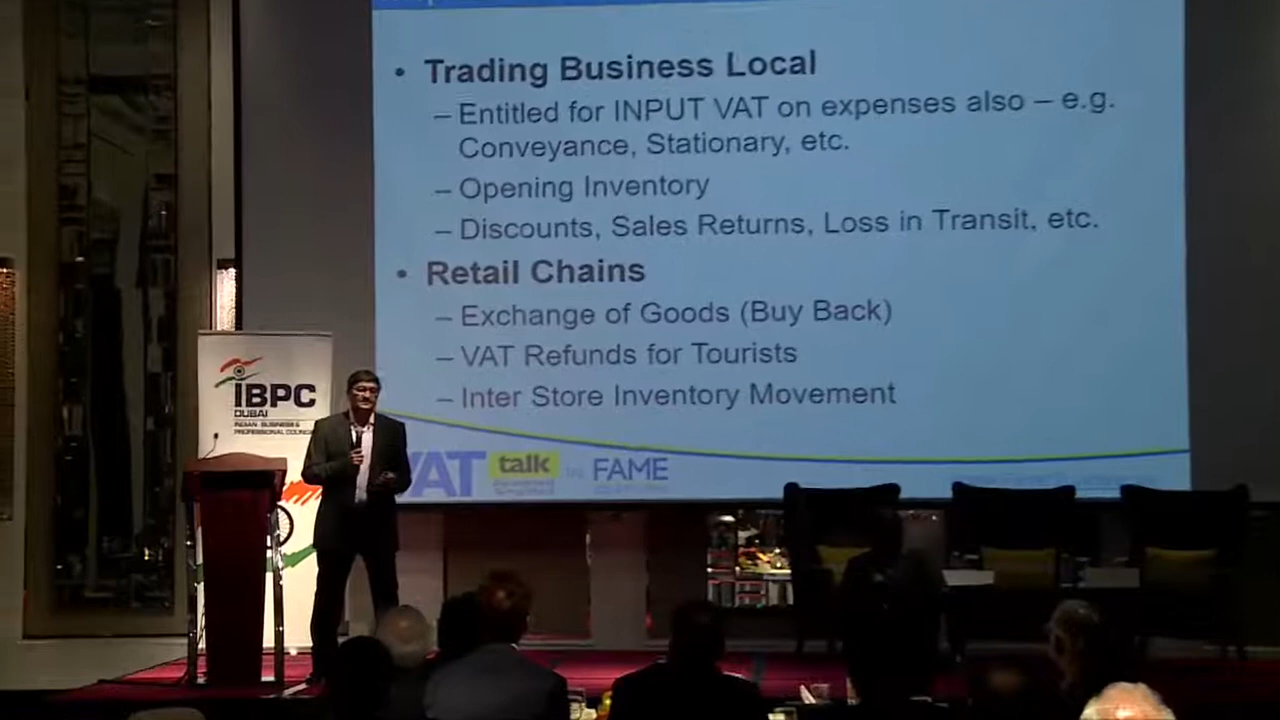 • Trading Business Local
– Entitled for INPUT VAT on expenses also – e.g.
Conveyance, Stationary, etc.
– Opening Inventory
– Discounts, Sales Returns, Loss in Transit, etc.
• Retail Chains
– Exchange of Goods (Buy Back)
– VAT Refunds for Tourists
– Inter Store Inventory Movement
IBPC
DUBAI
INDIAN BUSINESS &
PROFESSIONAL COUNCIL
VAT talk FAME